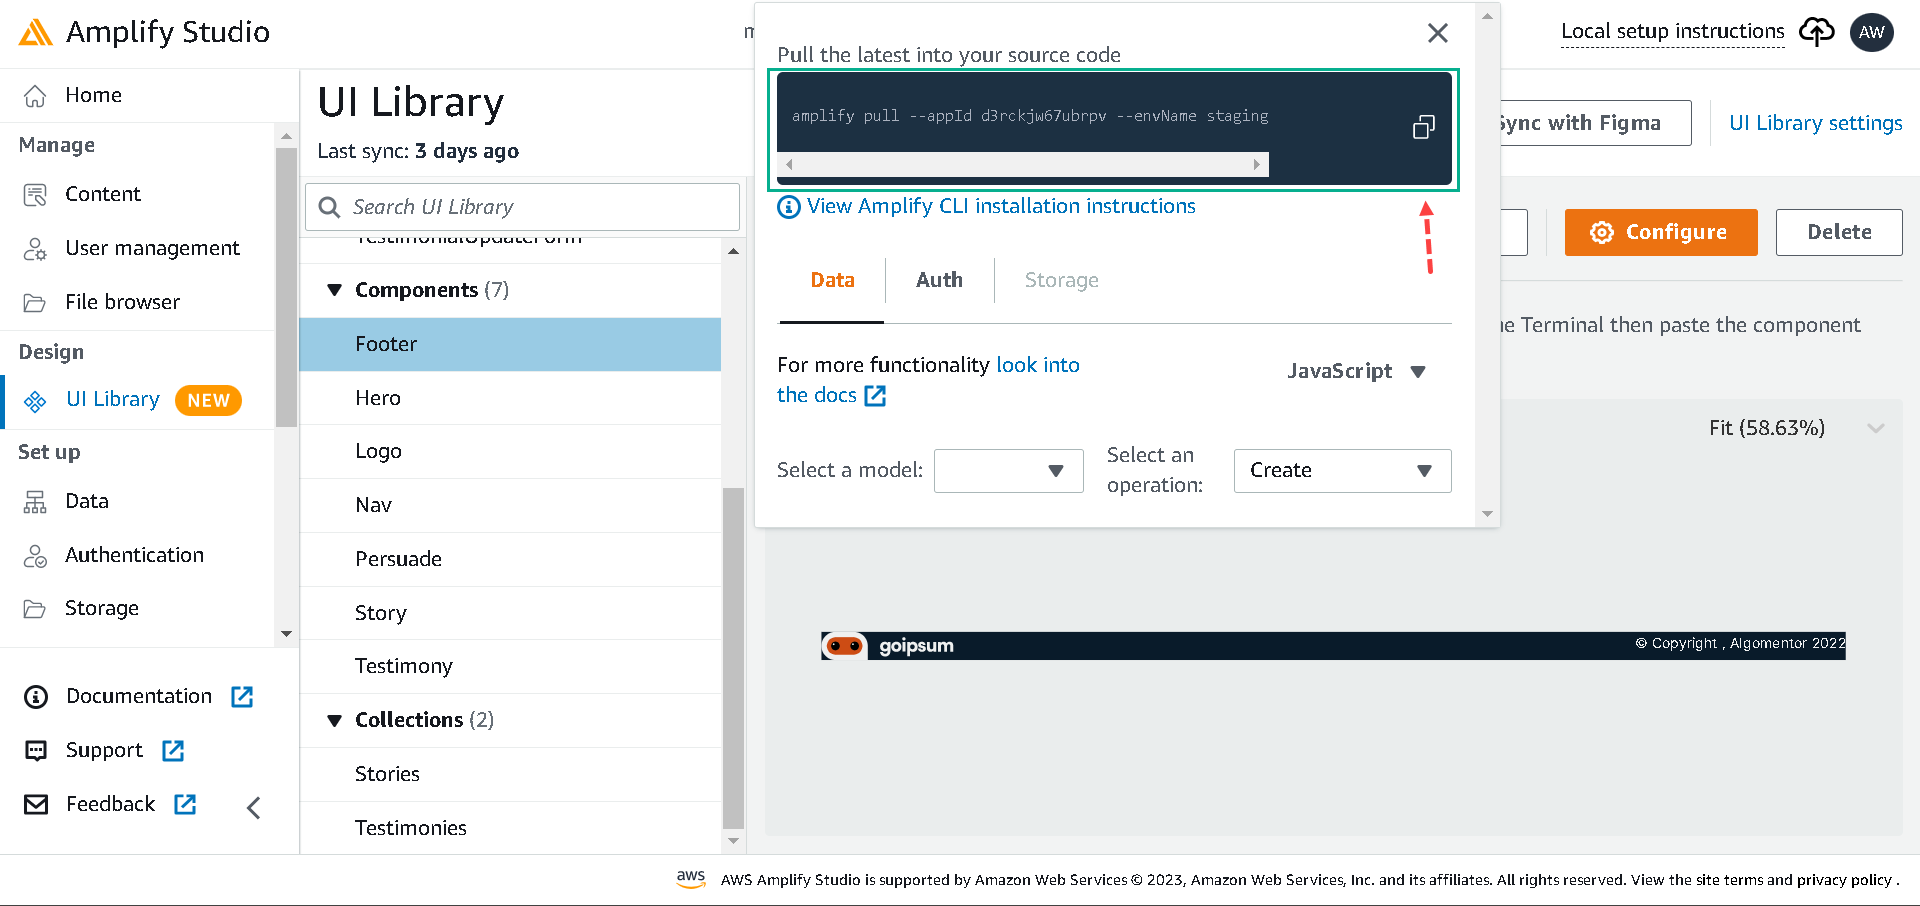 Amplify Studio
Local setup instructions
AW
Home
Manage
Content
User management
File browser
Design
UI Library NEW
Set up
Data
Authentication
Storage
Documentation
Support
Feedback
UI Library
Last sync: 3 days ago
Search UI Library
TestimonialUpdateForm
Components (7)
Footer
Hero
Logo
Nav
Persuade
Story
Testimony
Collections (2)
Stories
Testimonies
Pull the latest into your source code
amplify pull --appId d3rckjw67ubrpv --envName staging
View Amplify CLI installation instructions
Data
Auth
Storage
For more functionality look into
the docs
JavaScript
Select a model:
Select an
operation:
Create
Sync with Figma
UI Library settings
Configure
Delete
Terminal then paste the component
Fit (58.63%)
goipsum
© Copyright , Algomentor 2022
aws
AWS Amplify Studio is supported by Amazon Web Services © 2023, Amazon Web Services, Inc. and its affiliates. All rights reserved. View the site terms and privacy policy .